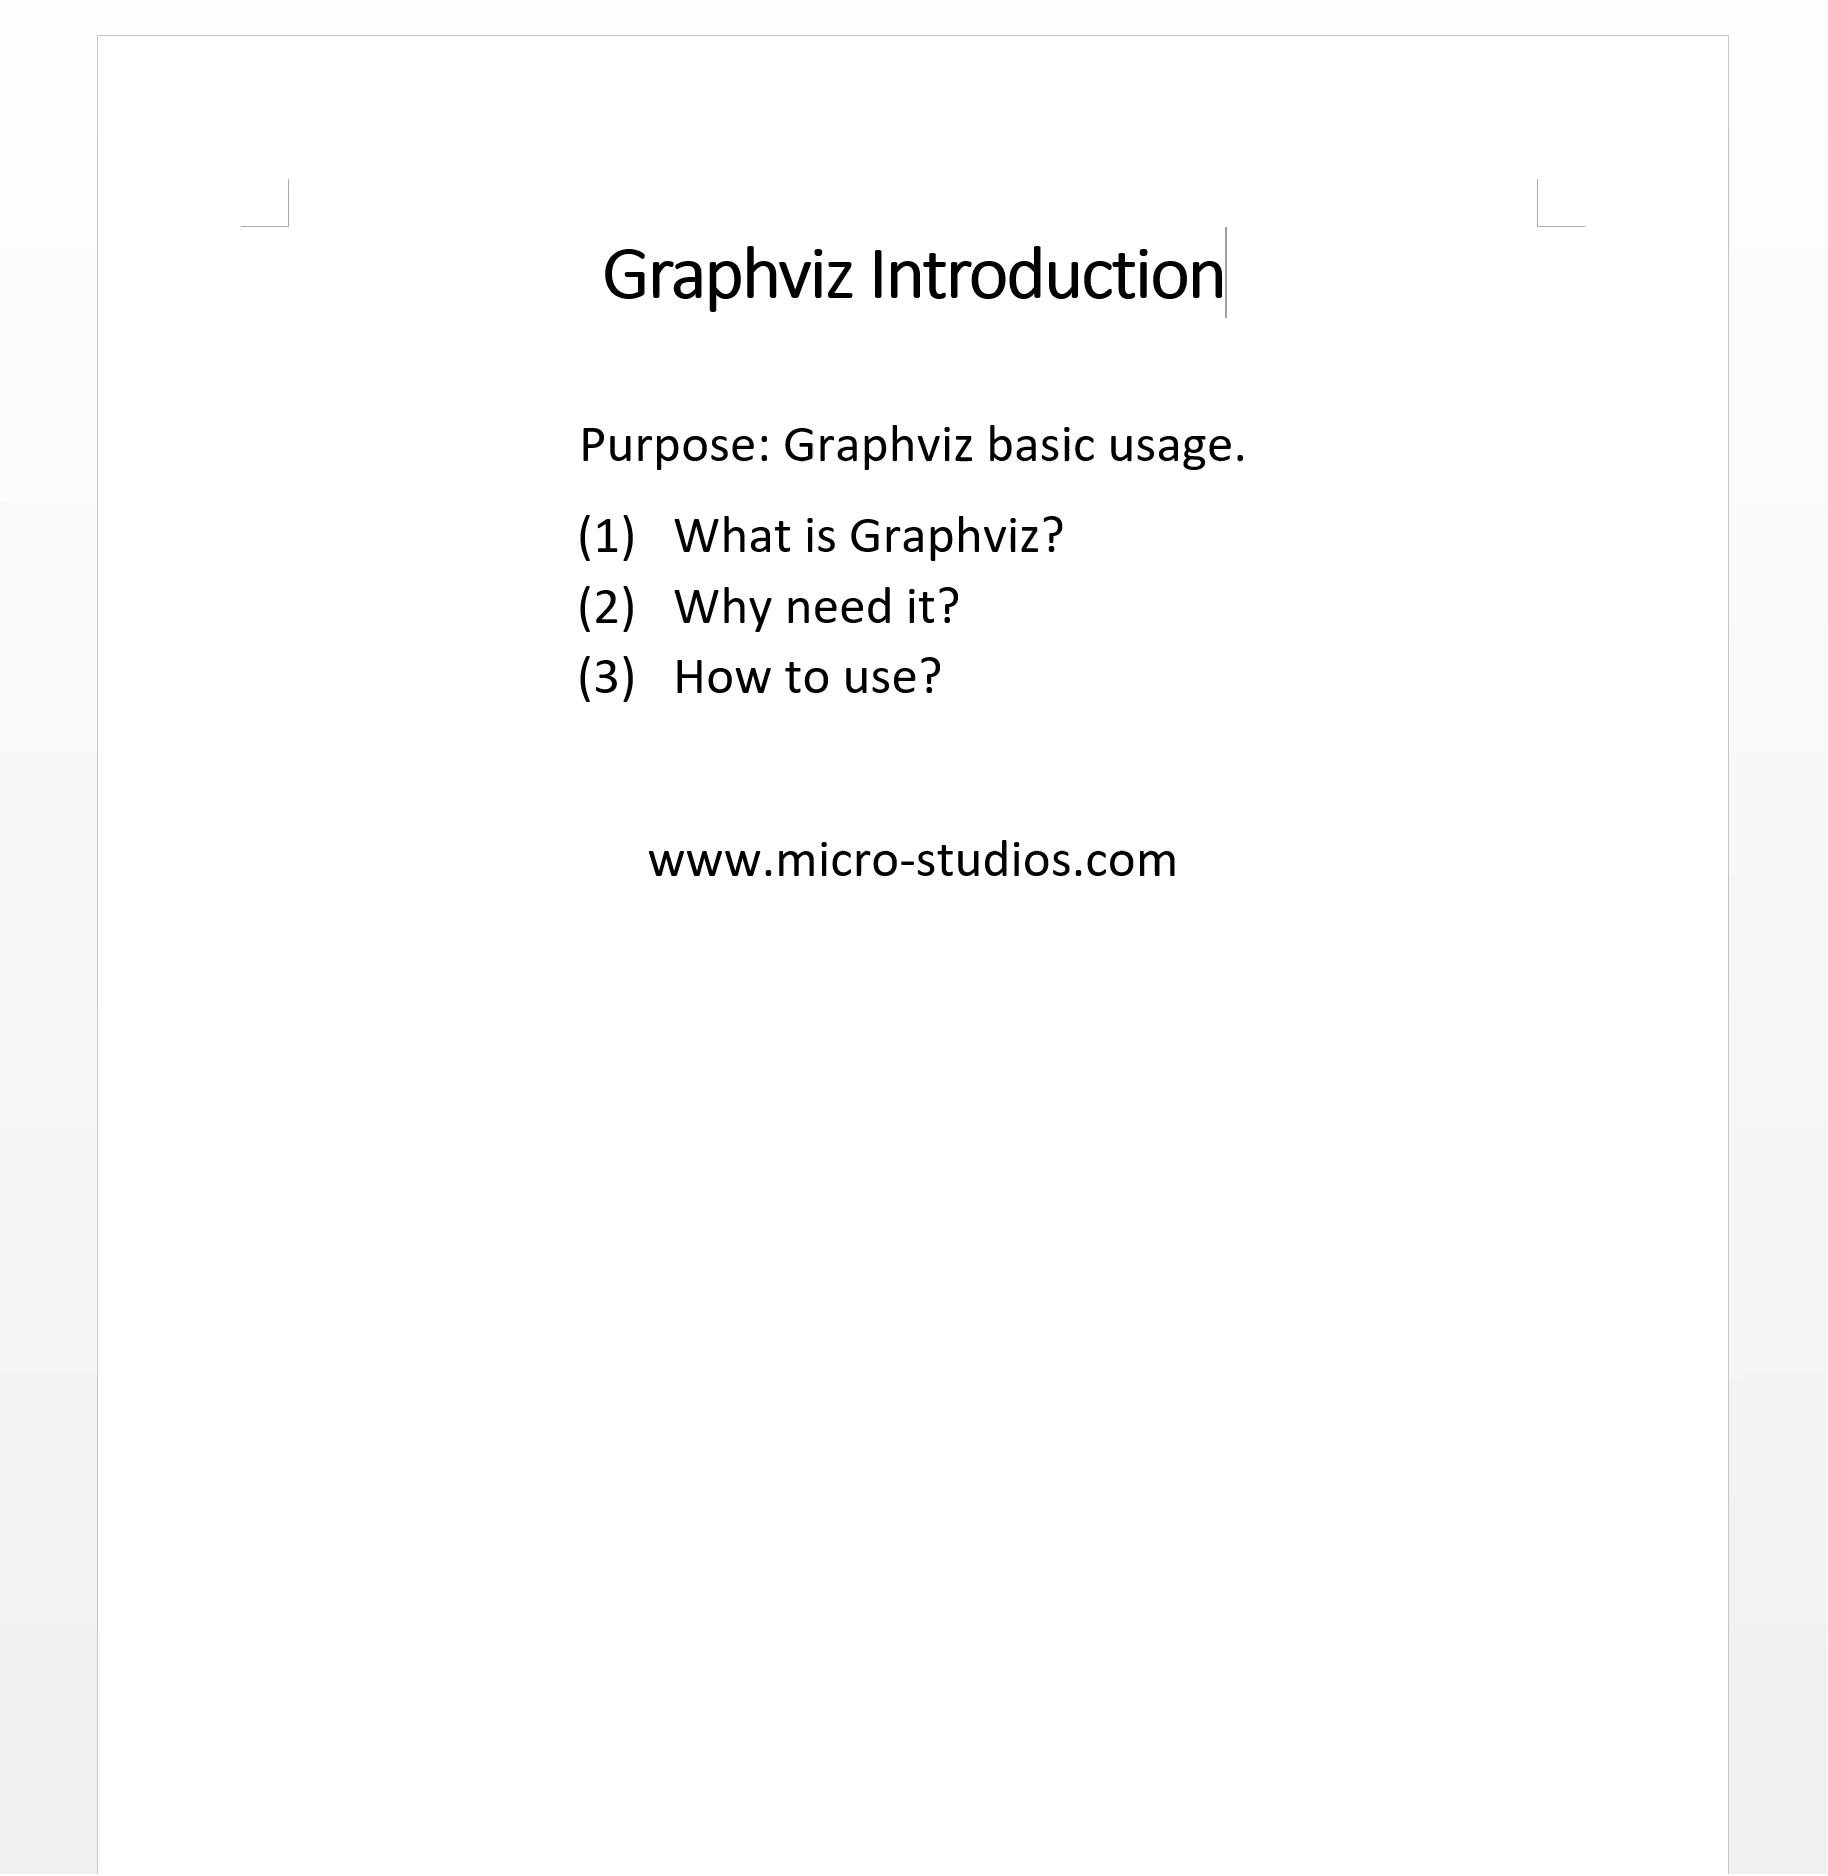 Graphviz Introduction
Purpose: Graphviz basic usage.
(1) What is Graphviz?
(2) Why need it?
(3) How to use?
www.micro-studios.com